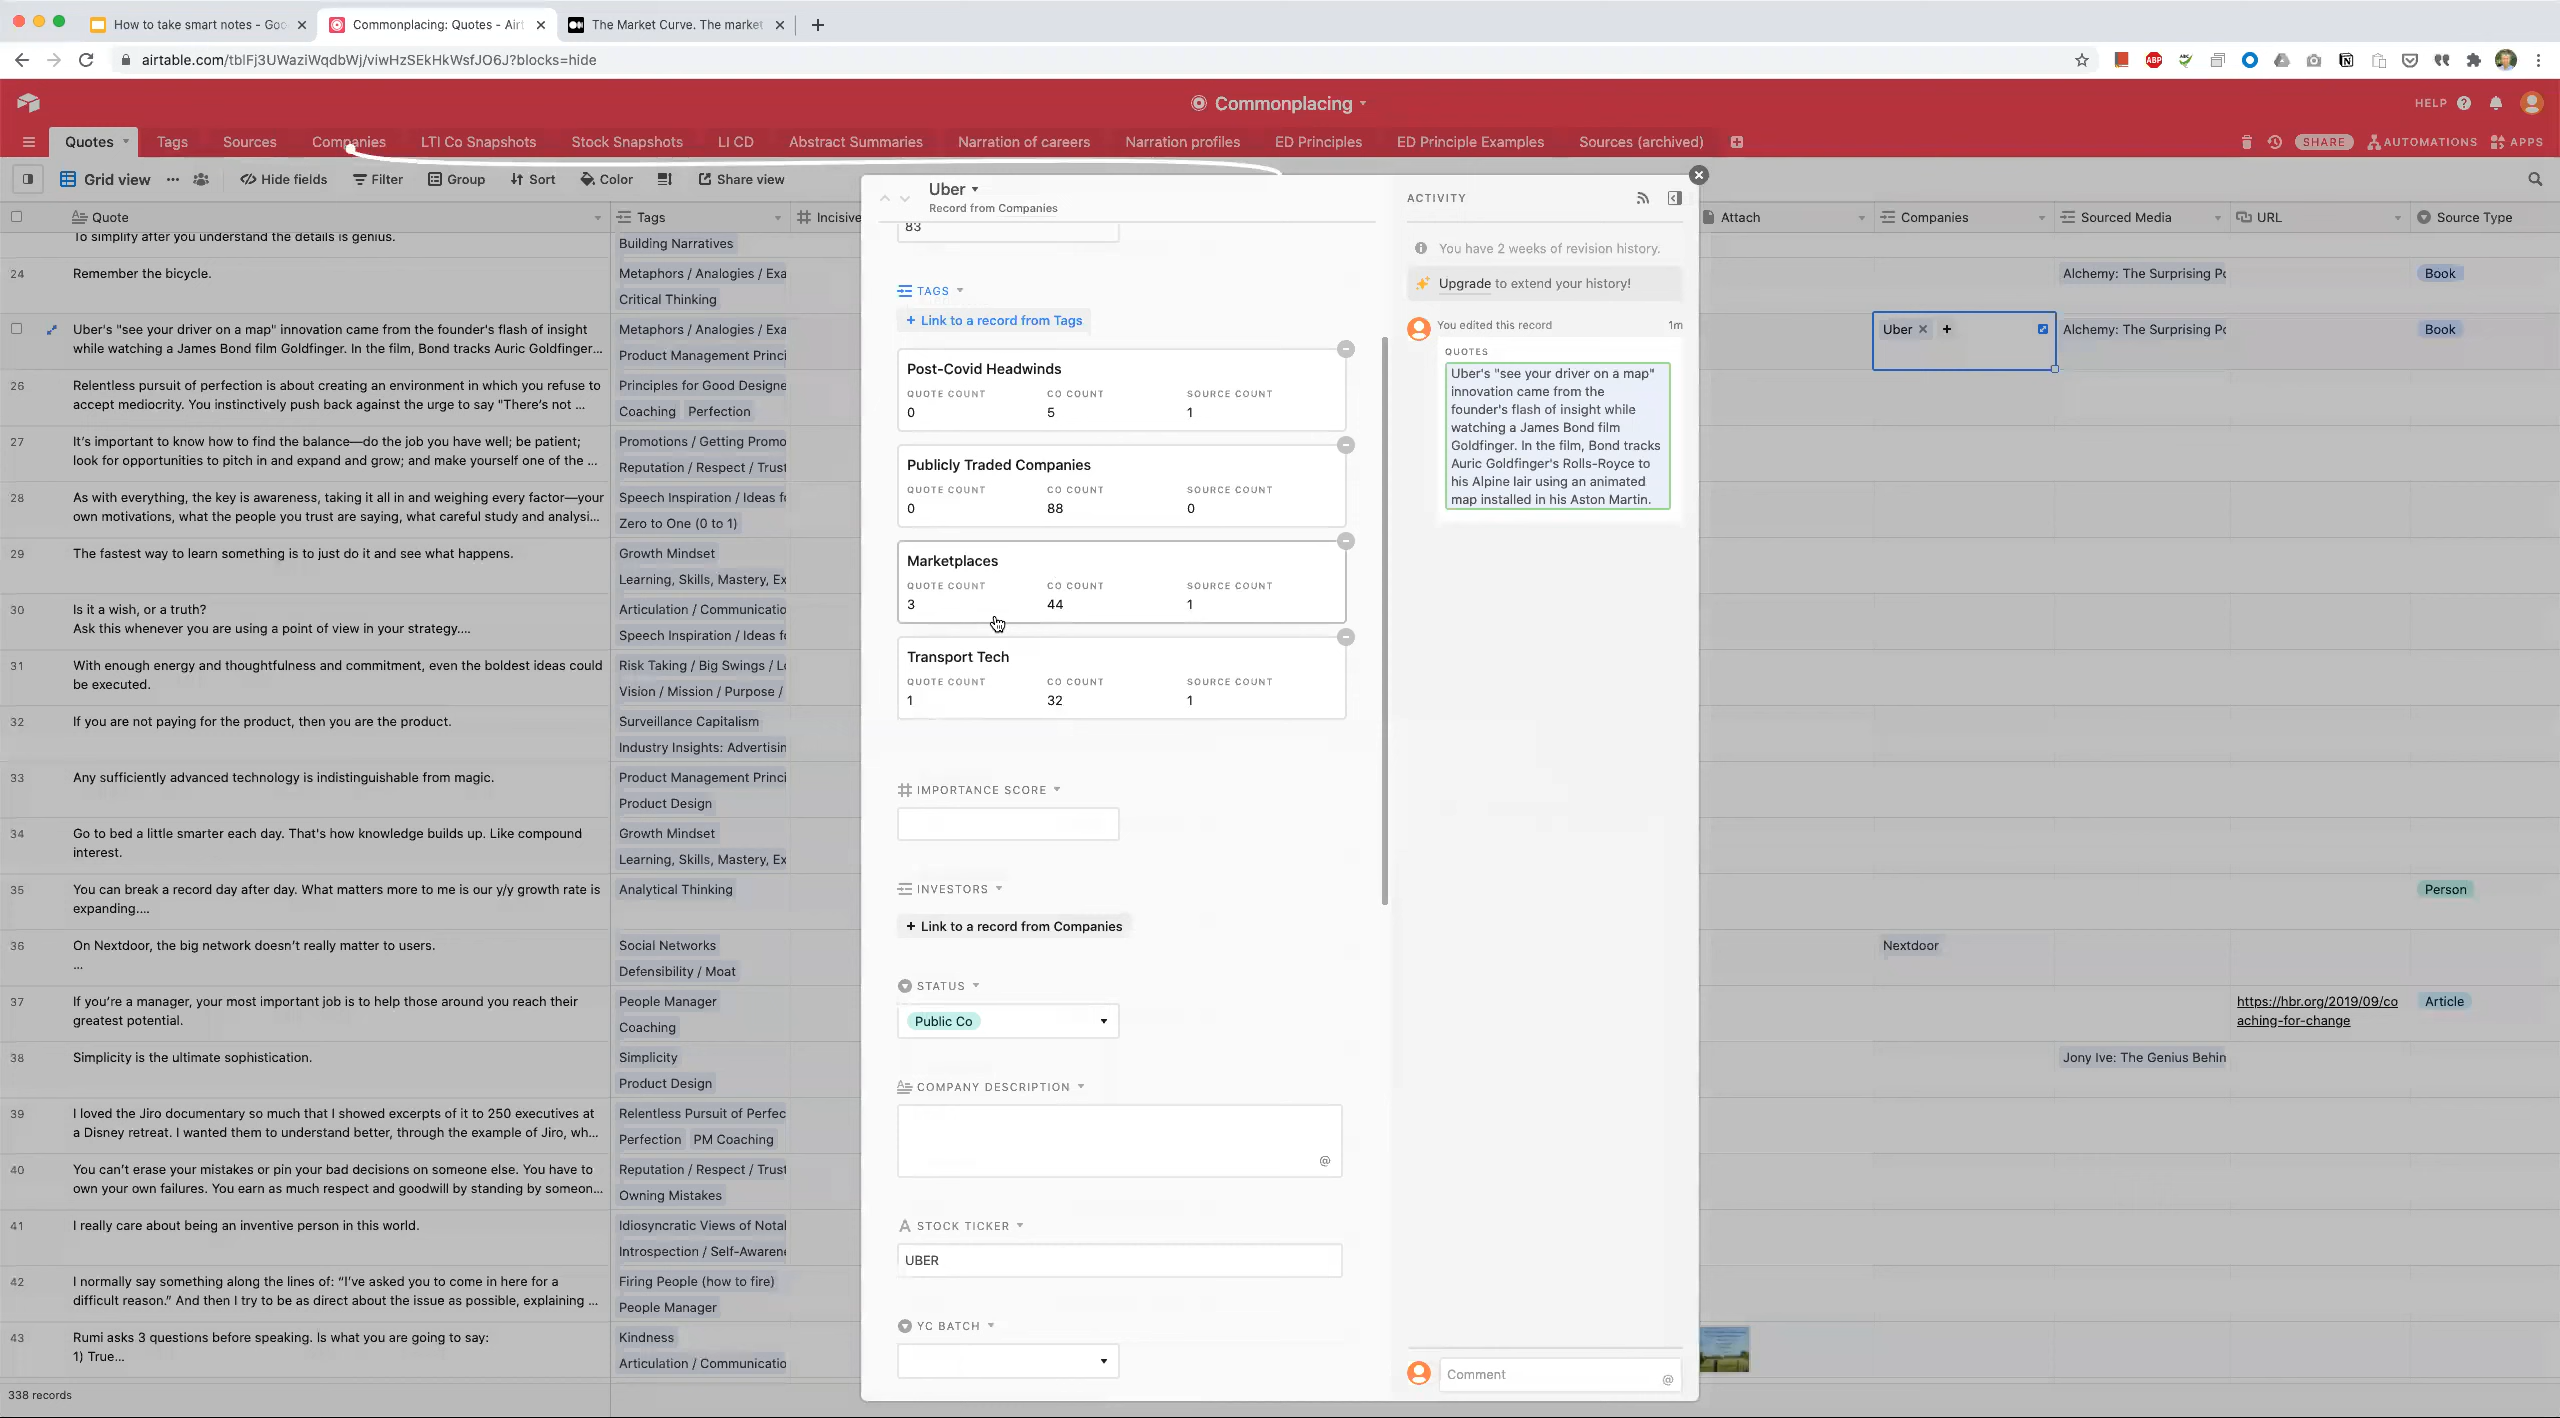 How to take smart notes - Goo
Commonplacing: Quotes - Airt
The Market Curve. The market
airtable.com/tblFj3UWaziWqdbWj/viwHzSEkHkWsfJO6J?blocks=hide
ABP
Commonplacing
HELP
Quotes
Tags
Sources
Companies
LTI Co Snapshots
Stock Snapshots
LI CD
Abstract Summaries
Narration of careers
Narration profiles
ED Principles
ED Principle Examples
Sources (archived)
SHARE
AUTOMATIONS
APPS
Grid view
Hide fields
Filter
Group
Sort
Color
Share view
Quote
Tags
Incisive
Attach
Companies
Sourced Media
URL
Source Type
To simplify after you understand the details is genius.
Building Narratives
24
Remember the bicycle.
Metaphors / Analogies / Exa
Critical Thinking
Alchemy: The Surprising Po
Book
Uber's "see your driver on a map" innovation came from the founder's flash of insight
while watching a James Bond film Goldfinger. In the film, Bond tracks Auric Goldfinger...
Metaphors / Analogies / Exa
Product Management Princi
Uber
Alchemy: The Surprising Po
Book
26
Relentless pursuit of perfection is about creating an environment in which you refuse to
accept mediocrity. You instinctively push back against the urge to say "There's not ...
Principles for Good Designe
Coaching
Perfection
27
It's important to know how to find the balance—do the job you have well; be patient;
look for opportunities to pitch in and expand and grow; and make yourself one of the ...
Promotions / Getting Promo
Reputation / Respect / Trust
28
As with everything, the key is awareness, taking it all in and weighing every factor—your
own motivations, what the people you trust are saying, what careful study and analysi...
Speech Inspiration / Ideas fo
Zero to One (0 to 1)
29
The fastest way to learn something is to just do it and see what happens.
Growth Mindset
Learning, Skills, Mastery, Ex
30
Is it a wish, or a truth?
Ask this whenever you are using a point of view in your strategy....
Articulation / Communicatio
Speech Inspiration / Ideas fo
31
With enough energy and thoughtfulness and commitment, even the boldest ideas could
be executed.
Risk Taking / Big Swings / Lo
Vision / Mission / Purpose /
32
If you are not paying for the product, then you are the product.
Surveillance Capitalism
Industry Insights: Advertisin
33
Any sufficiently advanced technology is indistinguishable from magic.
Product Management Princi
Product Design
34
Go to bed a little smarter each day. That's how knowledge builds up. Like compound
interest.
Growth Mindset
Learning, Skills, Mastery, Ex
35
You can break a record day after day. What matters more to me is our y/y growth rate is
expanding....
Analytical Thinking
Person
36
On Nextdoor, the big network doesn't really matter to users.
...
Social Networks
Defensibility / Moat
Nextdoor
37
If you're a manager, your most important job is to help those around you reach their
greatest potential.
People Manager
Coaching
https://hbr.org/2019/09/co
aching-for-change
Article
38
Simplicity is the ultimate sophistication.
Simplicity
Product Design
Jony Ive: The Genius Behin
39
I loved the Jiro documentary so much that I showed excerpts of it to 250 executives at
a Disney retreat. I wanted them to understand better, through the example of Jiro, wh...
Relentless Pursuit of Perfec
Perfection
PM Coaching
40
You can't erase your mistakes or pin your bad decisions on someone else. You have to
own your own failures. You earn as much respect and goodwill by standing by someon...
Reputation / Respect / Trust
Owning Mistakes
41
I really care about being an inventive person in this world.
Idiosyncratic Views of Notal
Introspection / Self-Awarene
42
I normally say something along the lines of: "I've asked you to come in here for a
difficult reason." And then I try to be as direct about the issue as possible, explaining ...
Firing People (how to fire)
People Manager
43
Rumi asks 3 questions before speaking. Is what you are going to say:
1) True...
Kindness
Articulation / Communicatio
338 records
Uber
Record from Companies
83
TAGS
+ Link to a record from Tags
Post-Covid Headwinds
QUOTE COUNT CO COUNT SOURCE COUNT
0 5 1
Publicly Traded Companies
QUOTE COUNT CO COUNT SOURCE COUNT
0 88 0
Marketplaces
QUOTE COUNT CO COUNT SOURCE COUNT
3 44 1
Transport Tech
QUOTE COUNT CO COUNT SOURCE COUNT
1 32 1
IMPORTANCE SCORE
INVESTORS
+ Link to a record from Companies
STATUS
Public Co
COMPANY DESCRIPTION
@
STOCK TICKER
UBER
YC BATCH
ACTIVITY
You have 2 weeks of revision history.
Upgrade to extend your history!
You edited this record 1m
QUOTES
Uber's "see your driver on a map"
innovation came from the
founder's flash of insight while
watching a James Bond film
Goldfinger. In the film, Bond tracks
Auric Goldfinger's Rolls-Royce to
his Alpine lair using an animated
map installed in his Aston Martin.
Comment
@